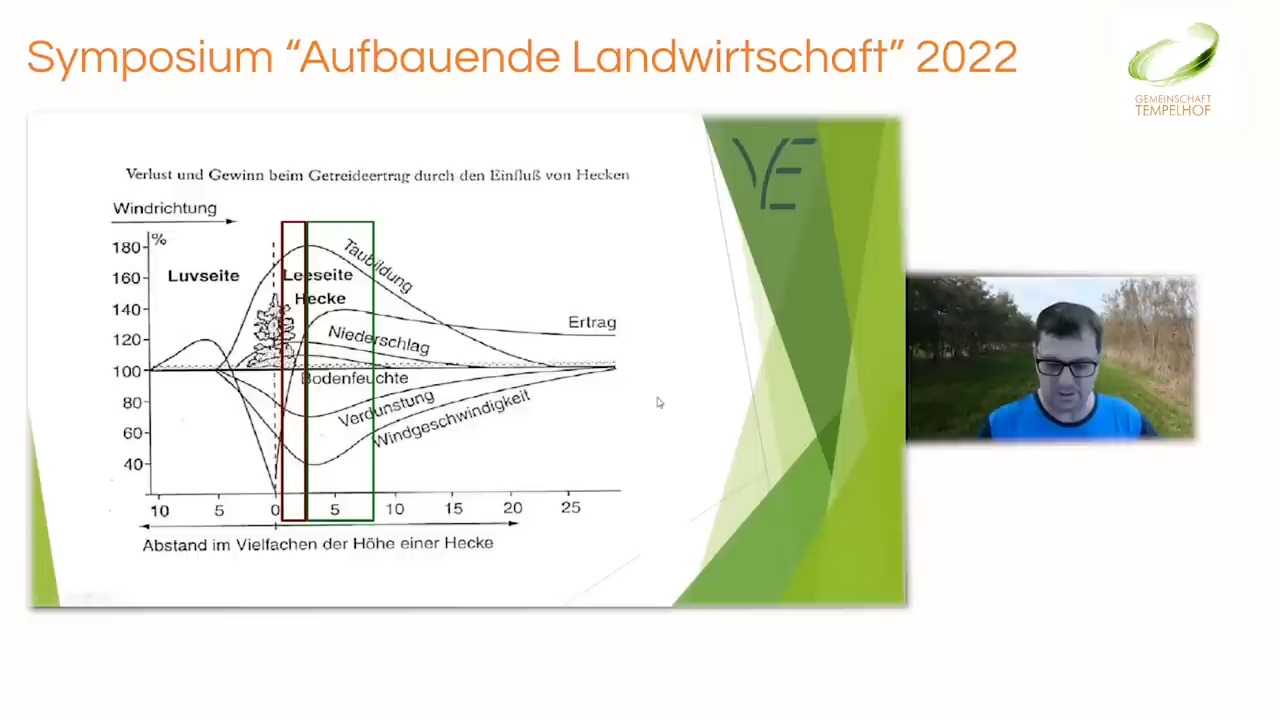 Symposium “Aufbauende Landwirtschaft” 2022
GEMEINSCHAFT
TEMPELHOF
VE
Verlust und Gewinn beim Getreideertrag durch den Einfluß von Hecken
Windrichtung
%
180
160
140
120
100
80
60
40
Luvseite
Leeseite
Hecke
Taubildung
Ertrag
Niederschlag
Bodenfeuchte
Verdunstung
Windgeschwindigkeit
10 5 0 5 10 15 20 25
Abstand im Vielfachen der Höhe einer Hecke